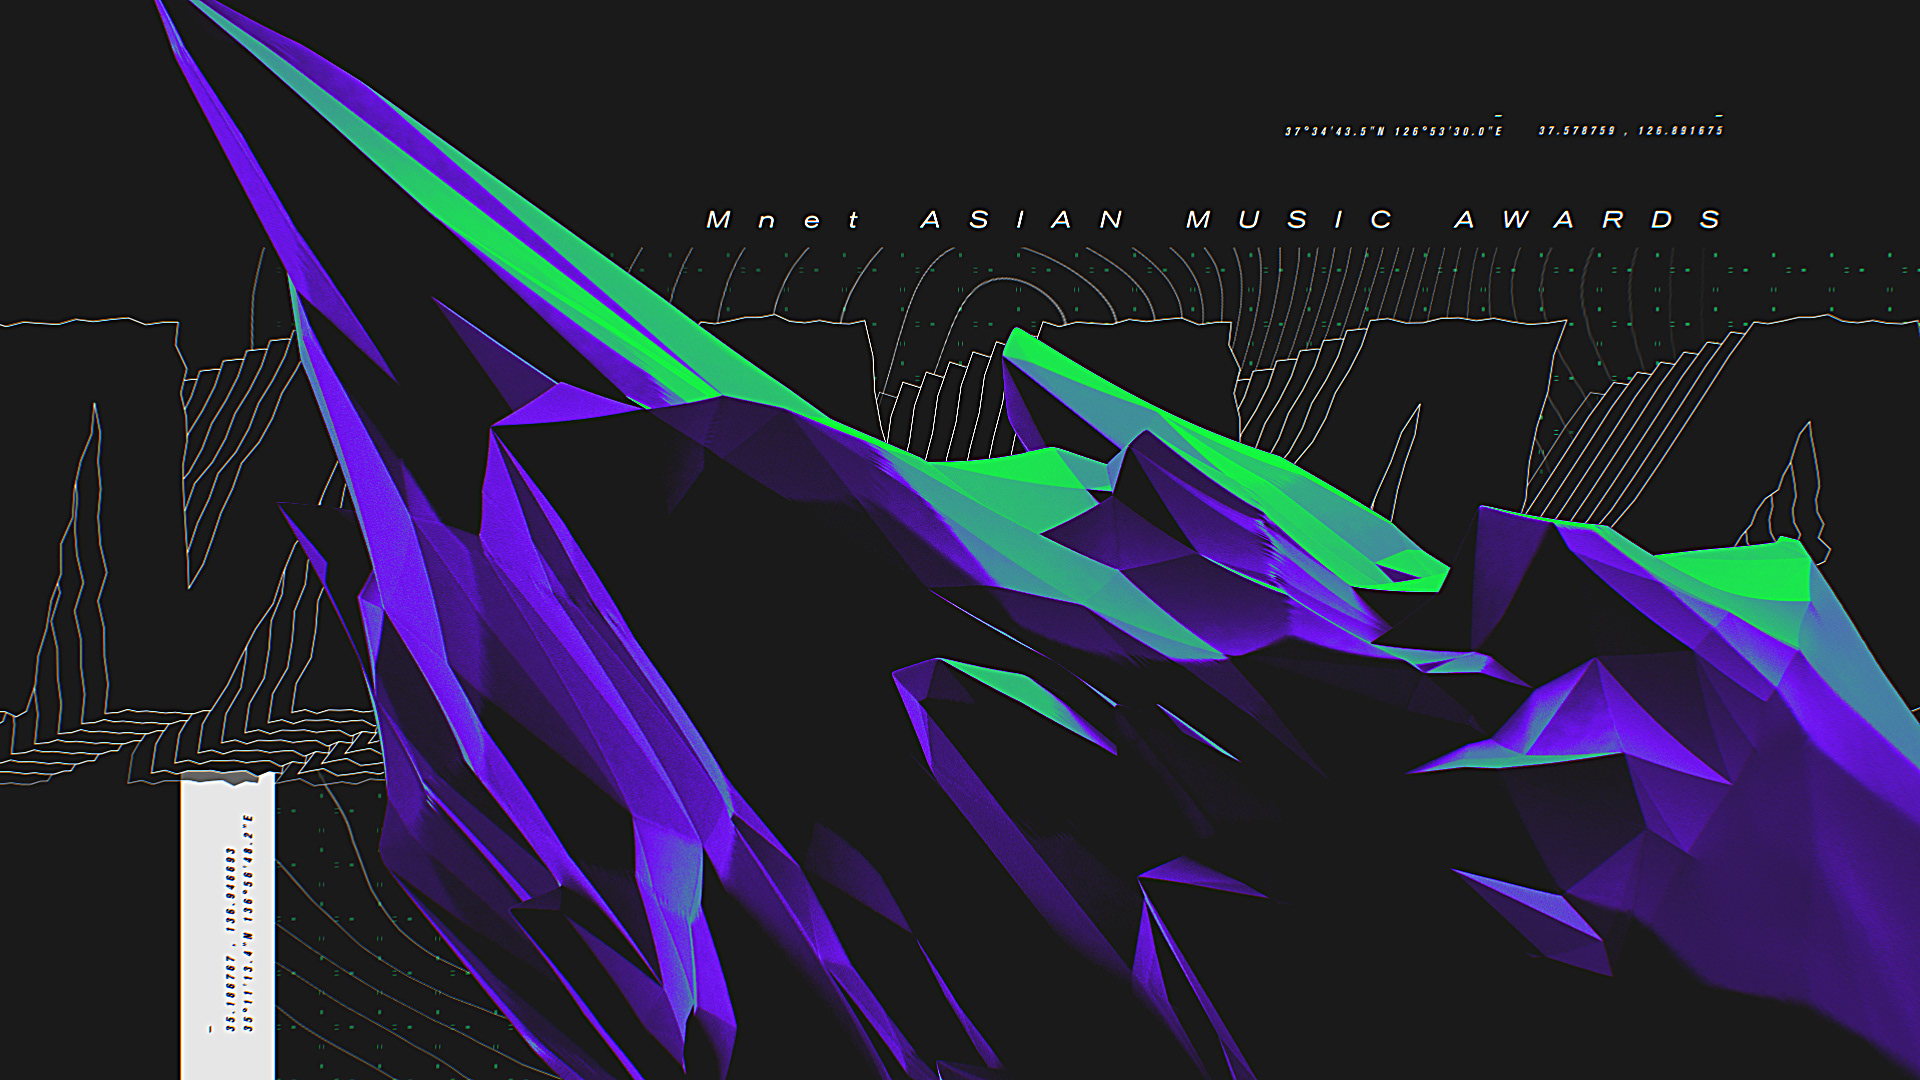 37°34'43.5"N 126°53'30.0"E 37.578759 , 126.891675
Mnet ASIAN MUSIC AWARDS
35.186767 , 136.946693
35°11'13.4"N 136°56'48.2"E